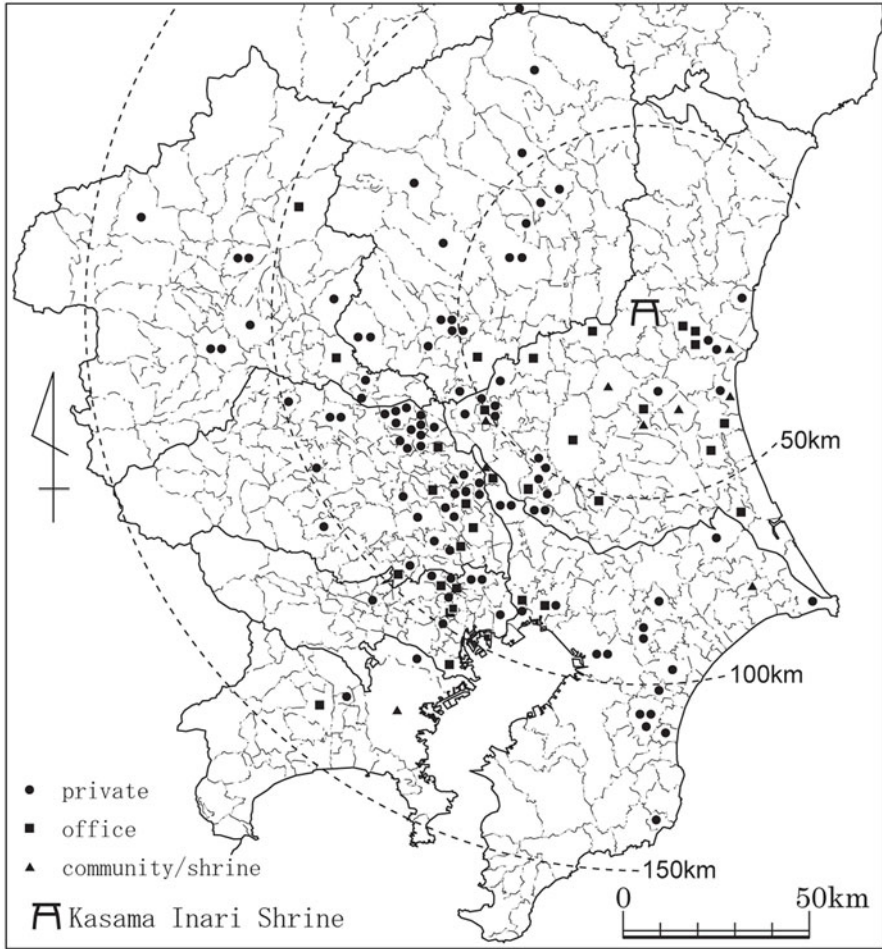 50km
100km
150km
private
office
community/shrine
Kasama Inari Shrine
0 50km